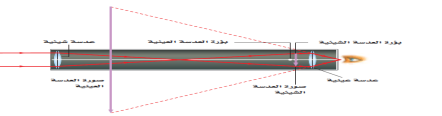 عدسة شيئية
بؤرة العدسة العينية
بؤرة العدسة الشيئية
صورة العدسة
العينية
صورة العدسة
الشيئية
عدسة عينية